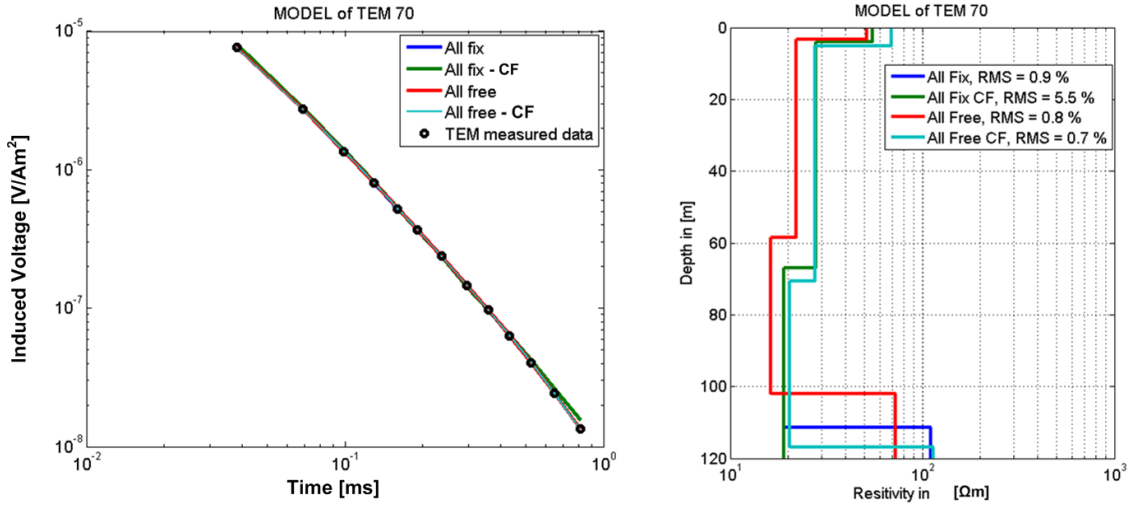 MODEL of TEM 70
10^-5
10^-6
10^-7
10^-8
Induced Voltage [V/Am²]
10^-2
10^-1
10^0
Time [ms]
All fix
All fix - CF
All free
All free - CF
TEM measured data
MODEL of TEM 70
0
20
40
60
80
100
120
Depth in [m]
10^1
10^2
10^3
Resitivity in [Ωm]
All Fix, RMS = 0.9 %
All Fix CF, RMS = 5.5 %
All Free, RMS = 0.8 %
All Free CF, RMS = 0.7 %